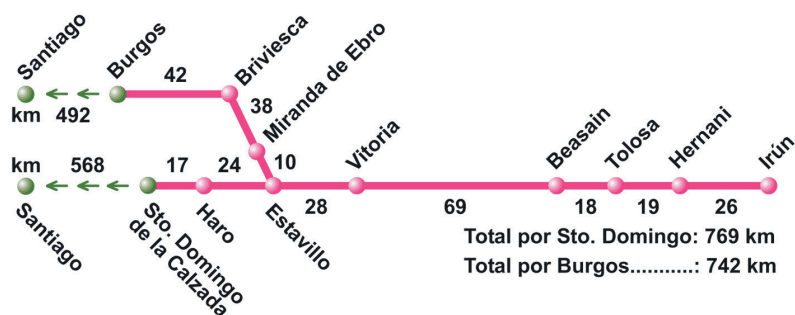 Santiago
Burgos
Briviesca
Miranda de Ebro
42
38
km 492
km 568
17
24
10
Vitoria
Beasain
Tolosa
Hernani
Irún
Santiago
Sto. Domingo
de la Calzada
Haro
Estavillo
28
69
18
19
26
Total por Sto. Domingo: 769 km
Total por Burgos...........: 742 km